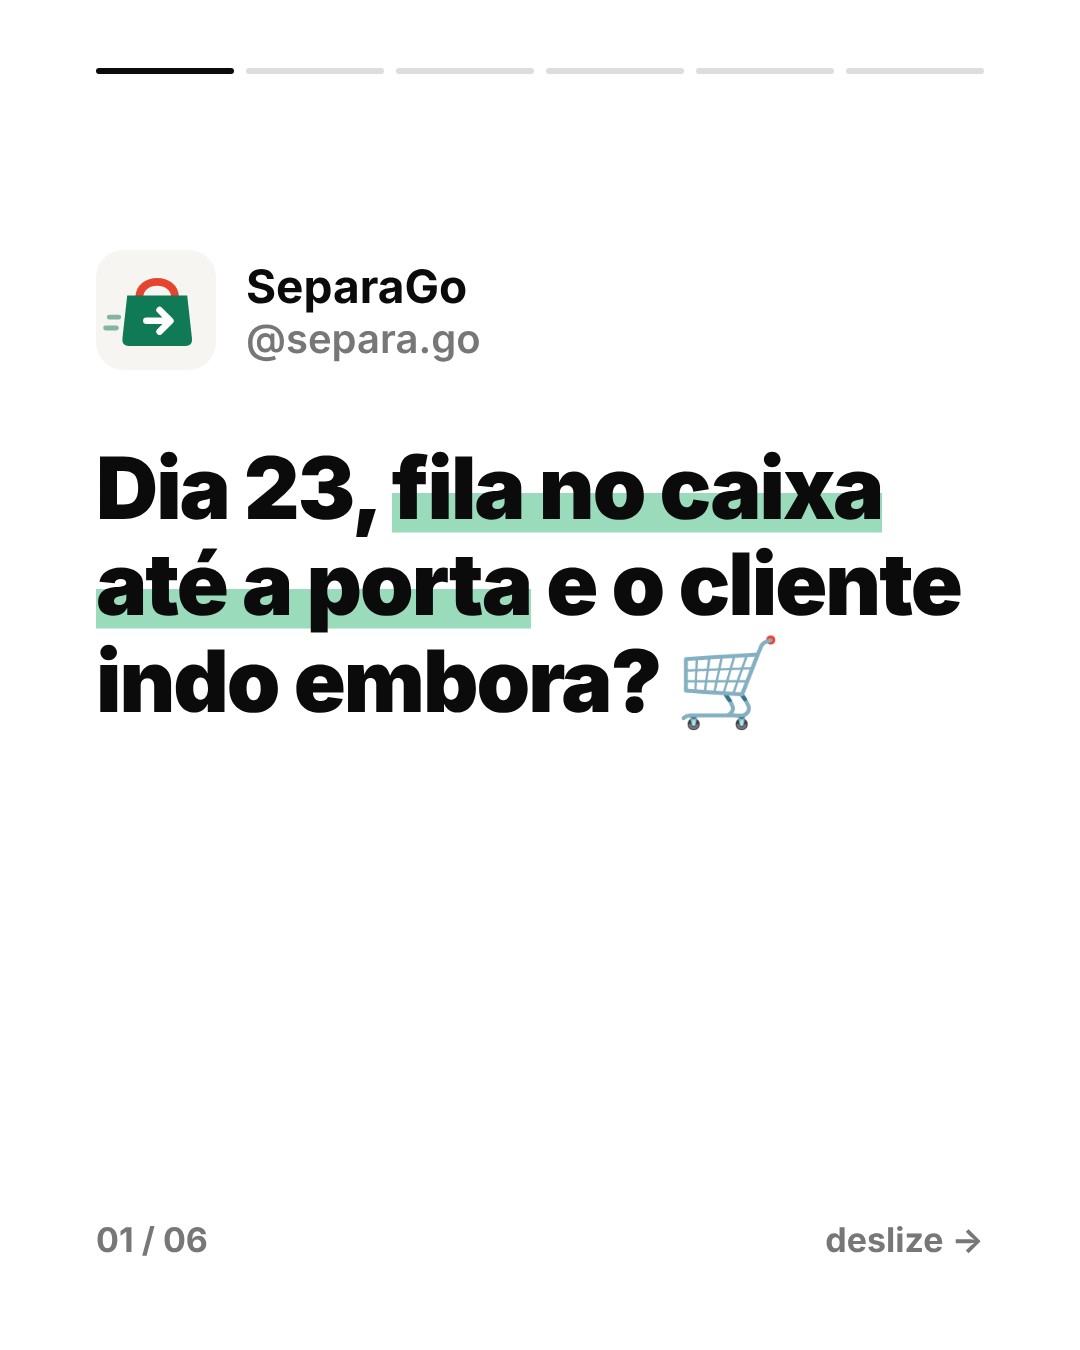 SeparaGo
@separa.go
Dia 23, fila no caixa
até a porta e o cliente
indo embora? 🛒
01 / 06
deslize →